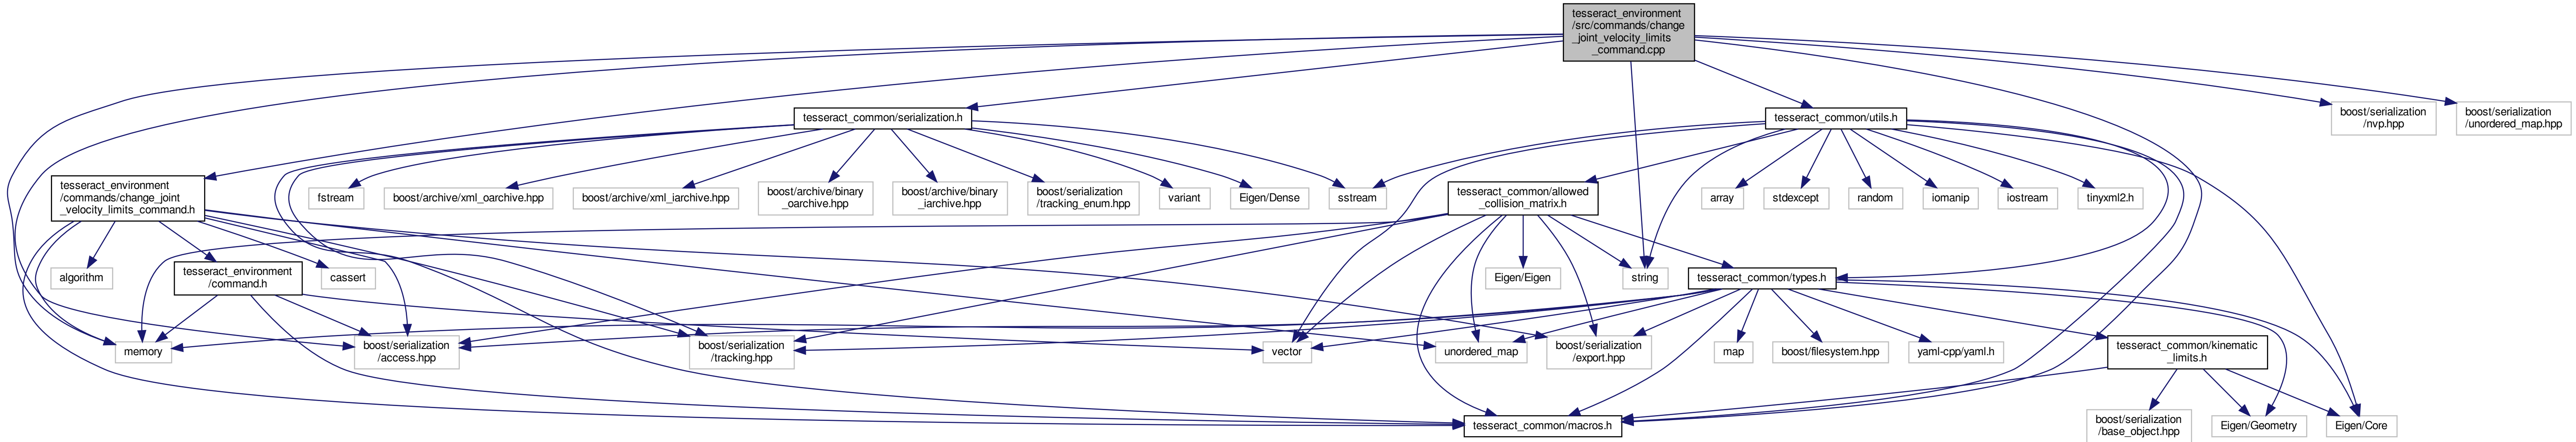 tesseract_environment
/src/commands/change
_joint_velocity_limits
_command.cpp
tesseract_common/serialization.h
tesseract_common/utils.h
boost/serialization
/nvp.hpp
boost/serialization
/unordered_map.hpp
tesseract_environment
/commands/change_joint
_velocity_limits_command.h
fstream
boost/archive/xml_oarchive.hpp
boost/archive/xml_iarchive.hpp
boost/archive/binary
_oarchive.hpp
boost/archive/binary
_iarchive.hpp
boost/serialization
/tracking_enum.hpp
variant
Eigen/Dense
sstream
tesseract_common/allowed
_collision_matrix.h
array
stdexcept
random
iomanip
iostream
tinyxml2.h
algorithm
tesseract_environment
/command.h
cassert
Eigen/Eigen
string
tesseract_common/types.h
memory
boost/serialization
/access.hpp
boost/serialization
/tracking.hpp
vector
unordered_map
boost/serialization
/export.hpp
map
boost/filesystem.hpp
yaml-cpp/yaml.h
tesseract_common/kinematic
_limits.h
tesseract_common/macros.h
boost/serialization
/base_object.hpp
Eigen/Geometry
Eigen/Core